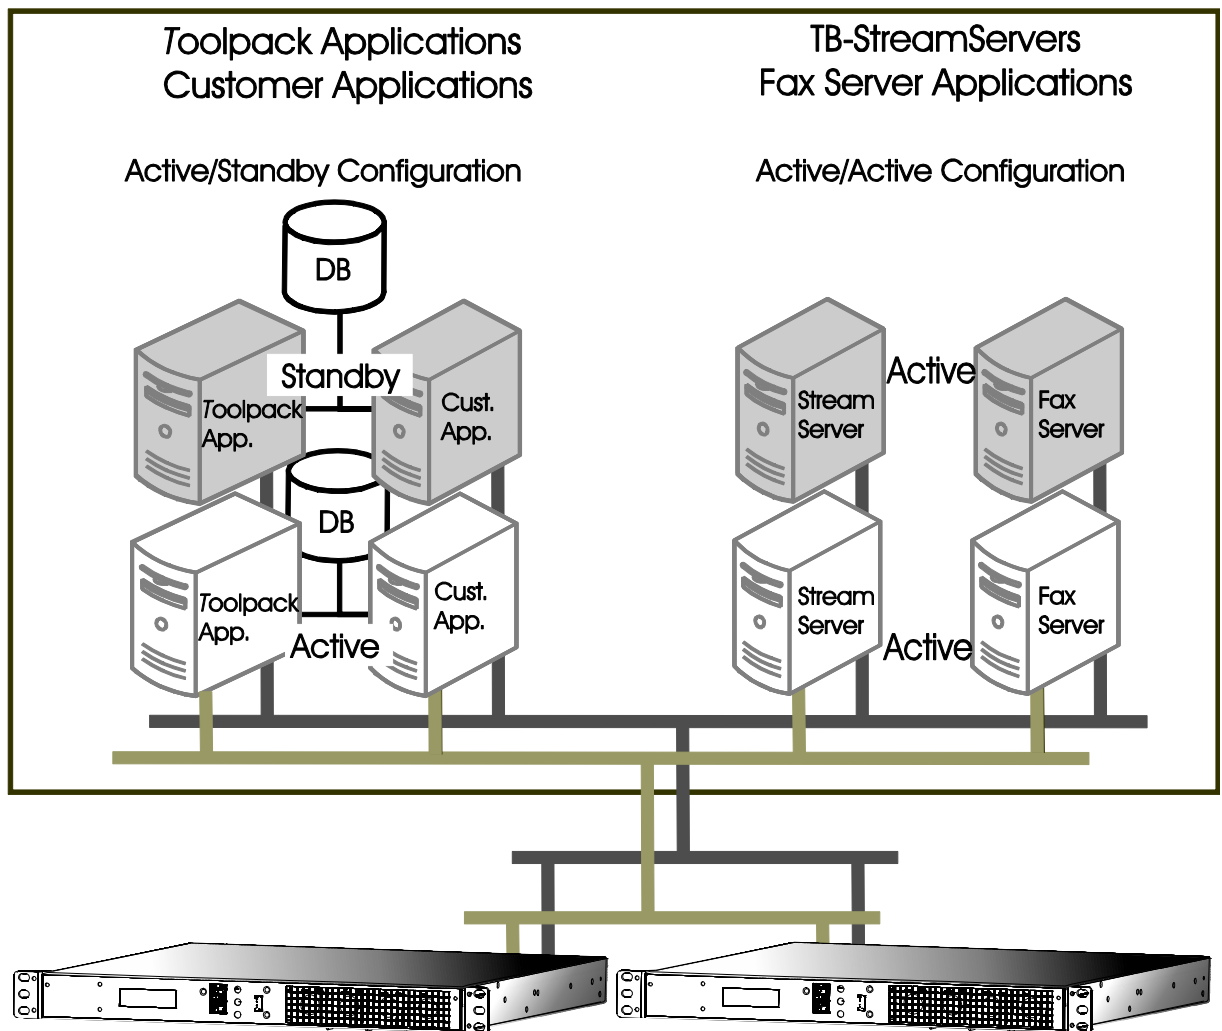 Toolpack Applications
Customer Applications
TB-StreamServers
Fax Server Applications
Active/Standby Configuration
Active/Active Configuration
DB
Standby
Toolpack
App.
Cust.
App.
Active
Stream
Server
Fax
Server
DB
Toolpack
App.
Cust.
App.
Active
Stream
Server
Fax
Server
Active